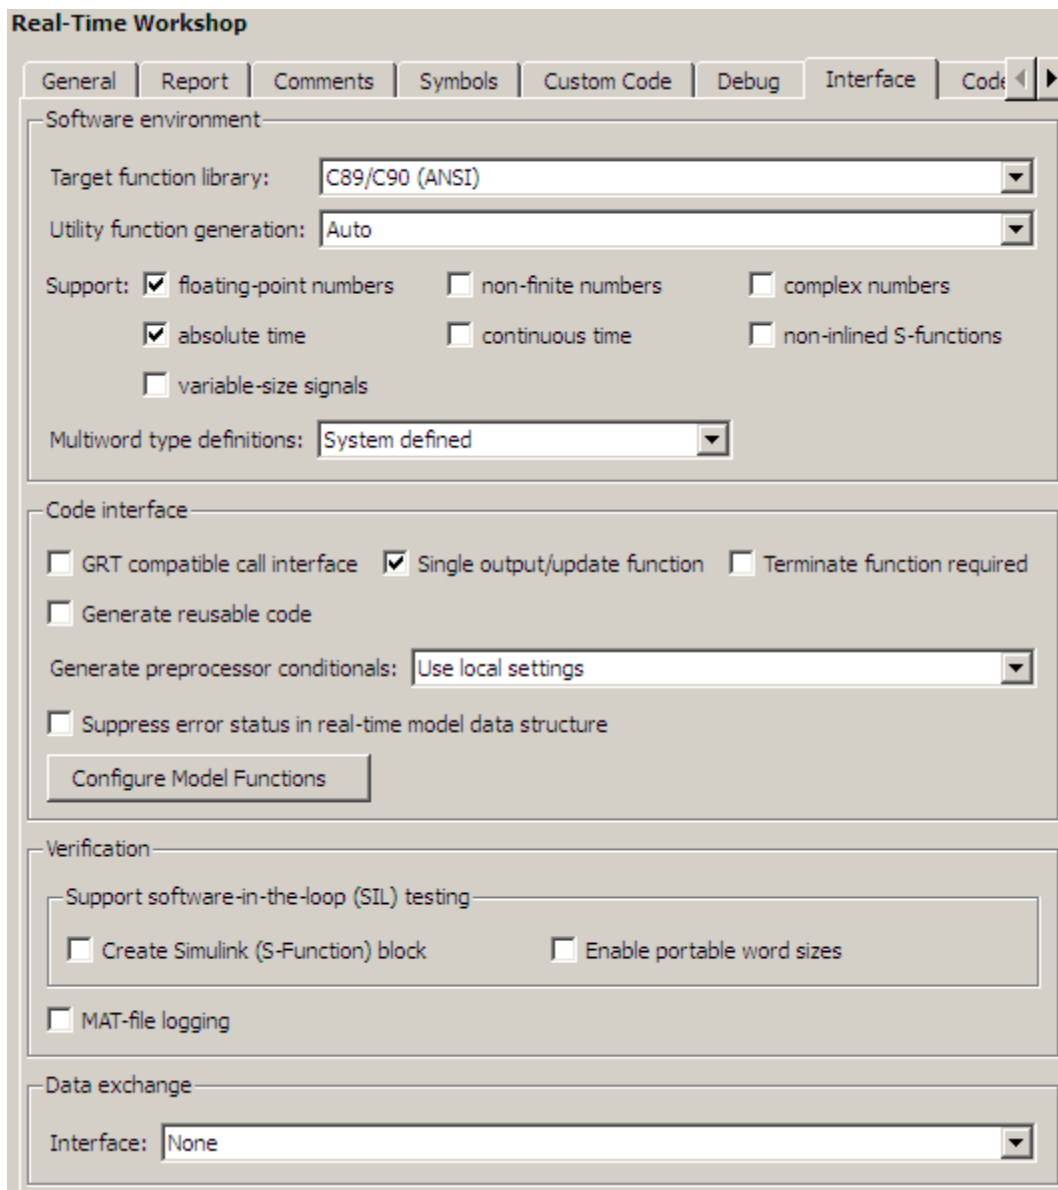 Real-Time Workshop
General Report Comments Symbols Custom Code Debug Interface Code
Software environment
Target function library: C89/C90 (ANSI)
Utility function generation: Auto
Support: floating-point numbers non-finite numbers complex numbers
absolute time continuous time non-inlined S-functions
variable-size signals
Multiword type definitions: System defined
Code interface
GRT compatible call interface Single output/update function Terminate function required
Generate reusable code
Generate preprocessor conditionals: Use local settings
Suppress error status in real-time model data structure
Configure Model Functions
Verification
Support software-in-the-loop (SIL) testing
Create Simulink (S-Function) block Enable portable word sizes
MAT-file logging
Data exchange
Interface: None